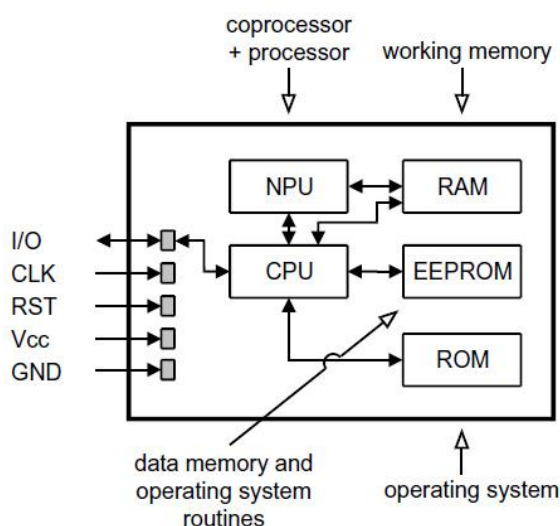 coprocessor
+ processor
working memory
NPU
RAM
I/O
CLK
RST
Vcc
GND
CPU
EEPROM
ROM
data memory and
operating system
routines
operating system